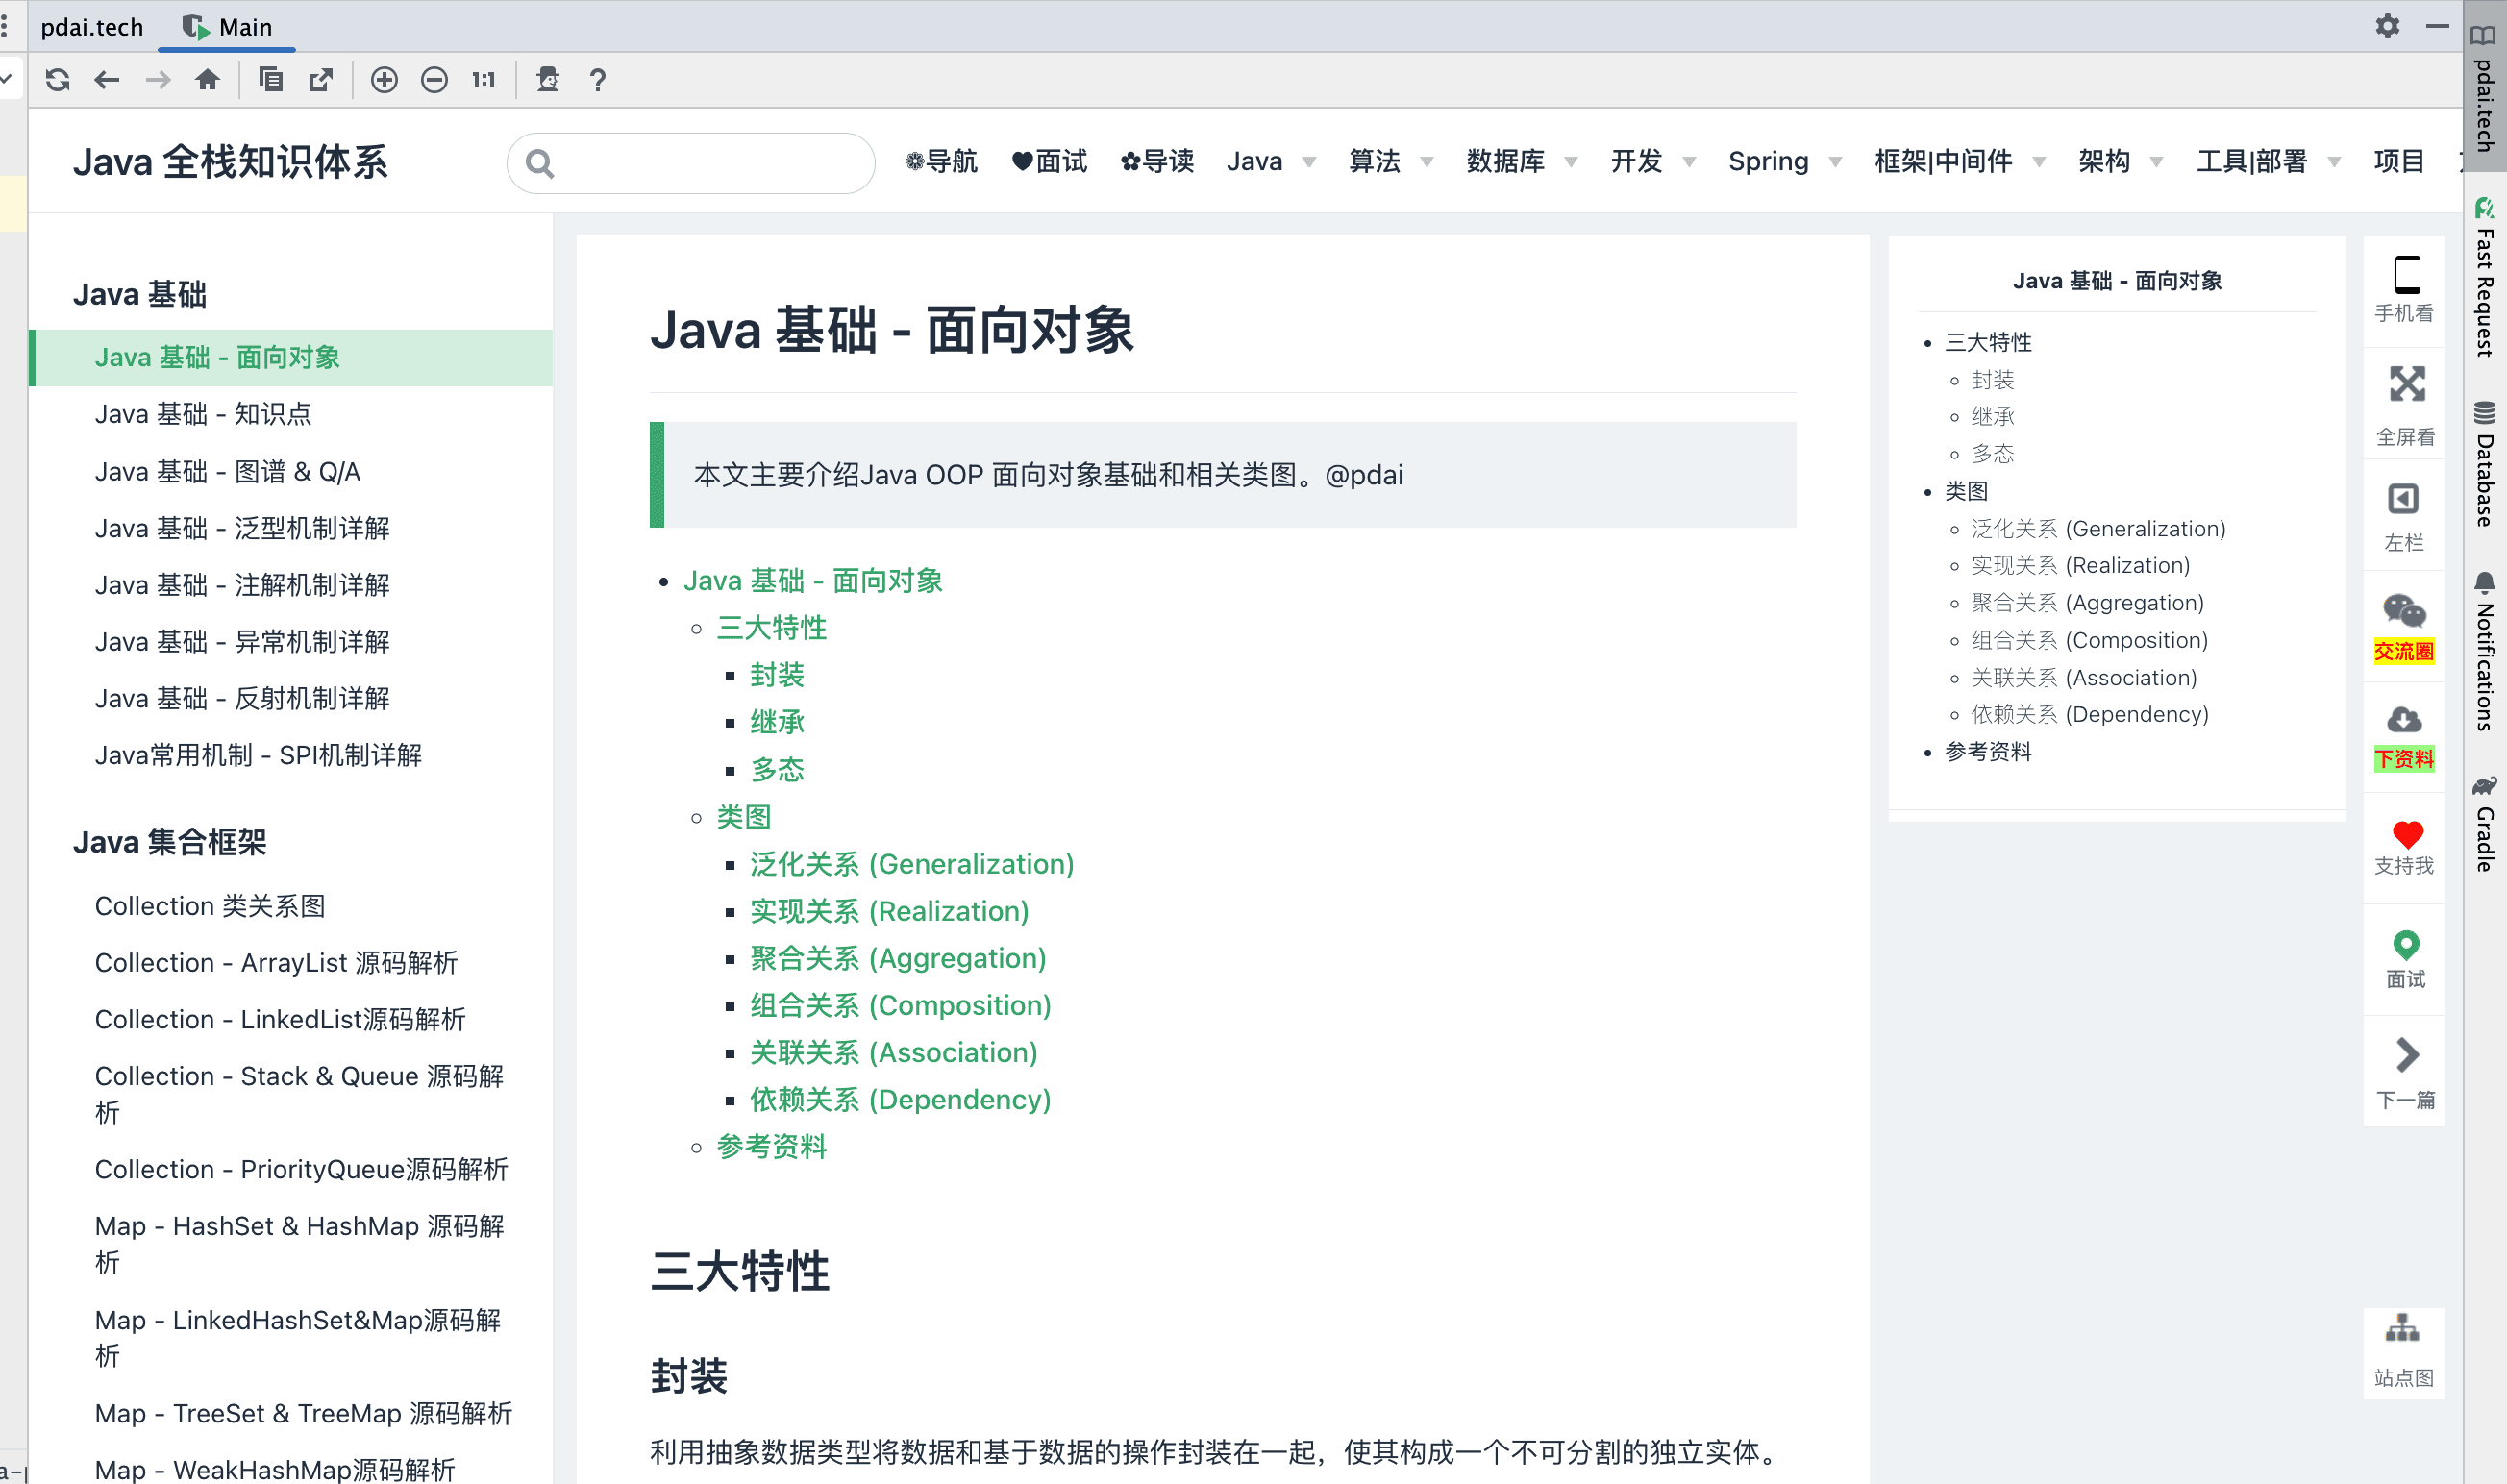 pdai.tech
Main
1:1
?
Java 全栈知识体系
导航
面试
导读
Java
算法
数据库
开发
Spring
框架|中间件
架构
工具|部署
项目
Java 基础
Java 基础 - 面向对象
Java 基础 - 知识点
Java 基础 - 图谱 & Q/A
Java 基础 - 泛型机制详解
Java 基础 - 注解机制详解
Java 基础 - 异常机制详解
Java 基础 - 反射机制详解
Java常用机制 - SPI机制详解
Java 集合框架
Collection 类关系图
Collection - ArrayList 源码解析
Collection - LinkedList源码解析
Collection - Stack & Queue 源码解
析
Collection - PriorityQueue源码解析
Map - HashSet & HashMap 源码解
析
Map - LinkedHashSet&Map源码解
析
Map - TreeSet & TreeMap 源码解析
Map - WeakHashMap源码解析
Java 基础 - 面向对象
本文主要介绍Java OOP 面向对象基础和相关类图。@pdai
Java 基础 - 面向对象
三大特性
封装
继承
多态
类图
泛化关系 (Generalization)
实现关系 (Realization)
聚合关系 (Aggregation)
组合关系 (Composition)
关联关系 (Association)
依赖关系 (Dependency)
参考资料
三大特性
封装
利用抽象数据类型将数据和基于数据的操作封装在一起，使其构成一个不可分割的独立实体。
Java 基础 - 面向对象
三大特性
封装
继承
多态
类图
泛化关系 (Generalization)
实现关系 (Realization)
聚合关系 (Aggregation)
组合关系 (Composition)
关联关系 (Association)
依赖关系 (Dependency)
参考资料
手机看
全屏看
左栏
交流圈
下资料
支持我
面试
下一篇
站点图
pdai.tech
Fast Request
Database
Notifications
Gradle